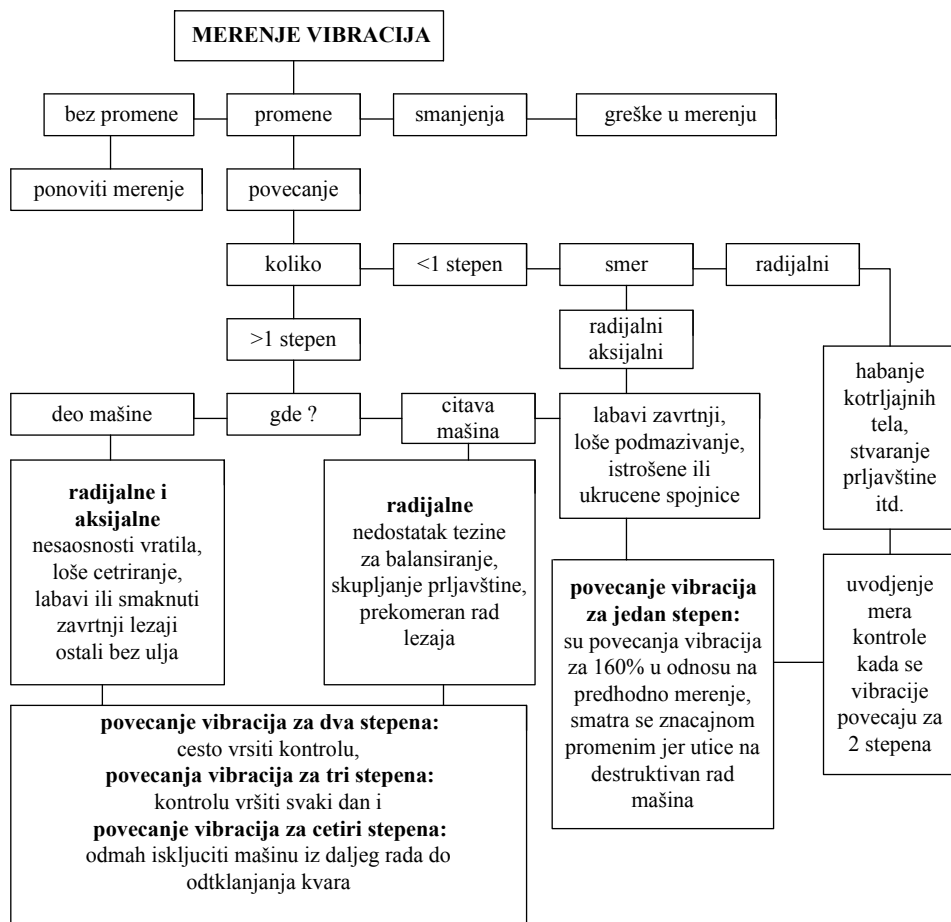 MERENJE VIBRACIJA
bez promene
promene
smanjenja
greške u merenju
ponoviti merenje
povecanje
koliko
<1 stepen
smer
radijalni
>1 stepen
radijalni
aksijalni
deo mašine
gde ?
citava
mašina
labavi zavrtnji,
loše podmazivanje,
istrošene ili
ukrucene spojnice
habanje
kotrljajnih
tela,
stvaranje
prljavštine
itd.
radijalne i
aksijalne
nesaosnosti vratila,
loše cetriranje,
labavi ili smaknuti
zavrtnji lezaji
ostali bez ulja
radijalne
nedostatak tezine
za balansiranje,
skupljanje prljavštine,
prekomeran rad
lezaja
povecanje vibracija
za jedan stepen:
su povecanja vibracija
za 160% u odnosu na
predhodno merenje,
smatra se znacajnom
promenim jer utice na
destruktivan rad
mašina
uvodjenje
mera
kontrole
kada se
vibracije
povecaju za
2 stepena
povecanje vibracija za dva stepena:
cesto vrsiti kontrolu,
povecanja vibracija za tri stepena:
kontrolu vršiti svaki dan i
povecanje vibracija za cetiri stepena:
odmah iskljuciti mašinu iz daljeg rada do
odtklanjanja kvara